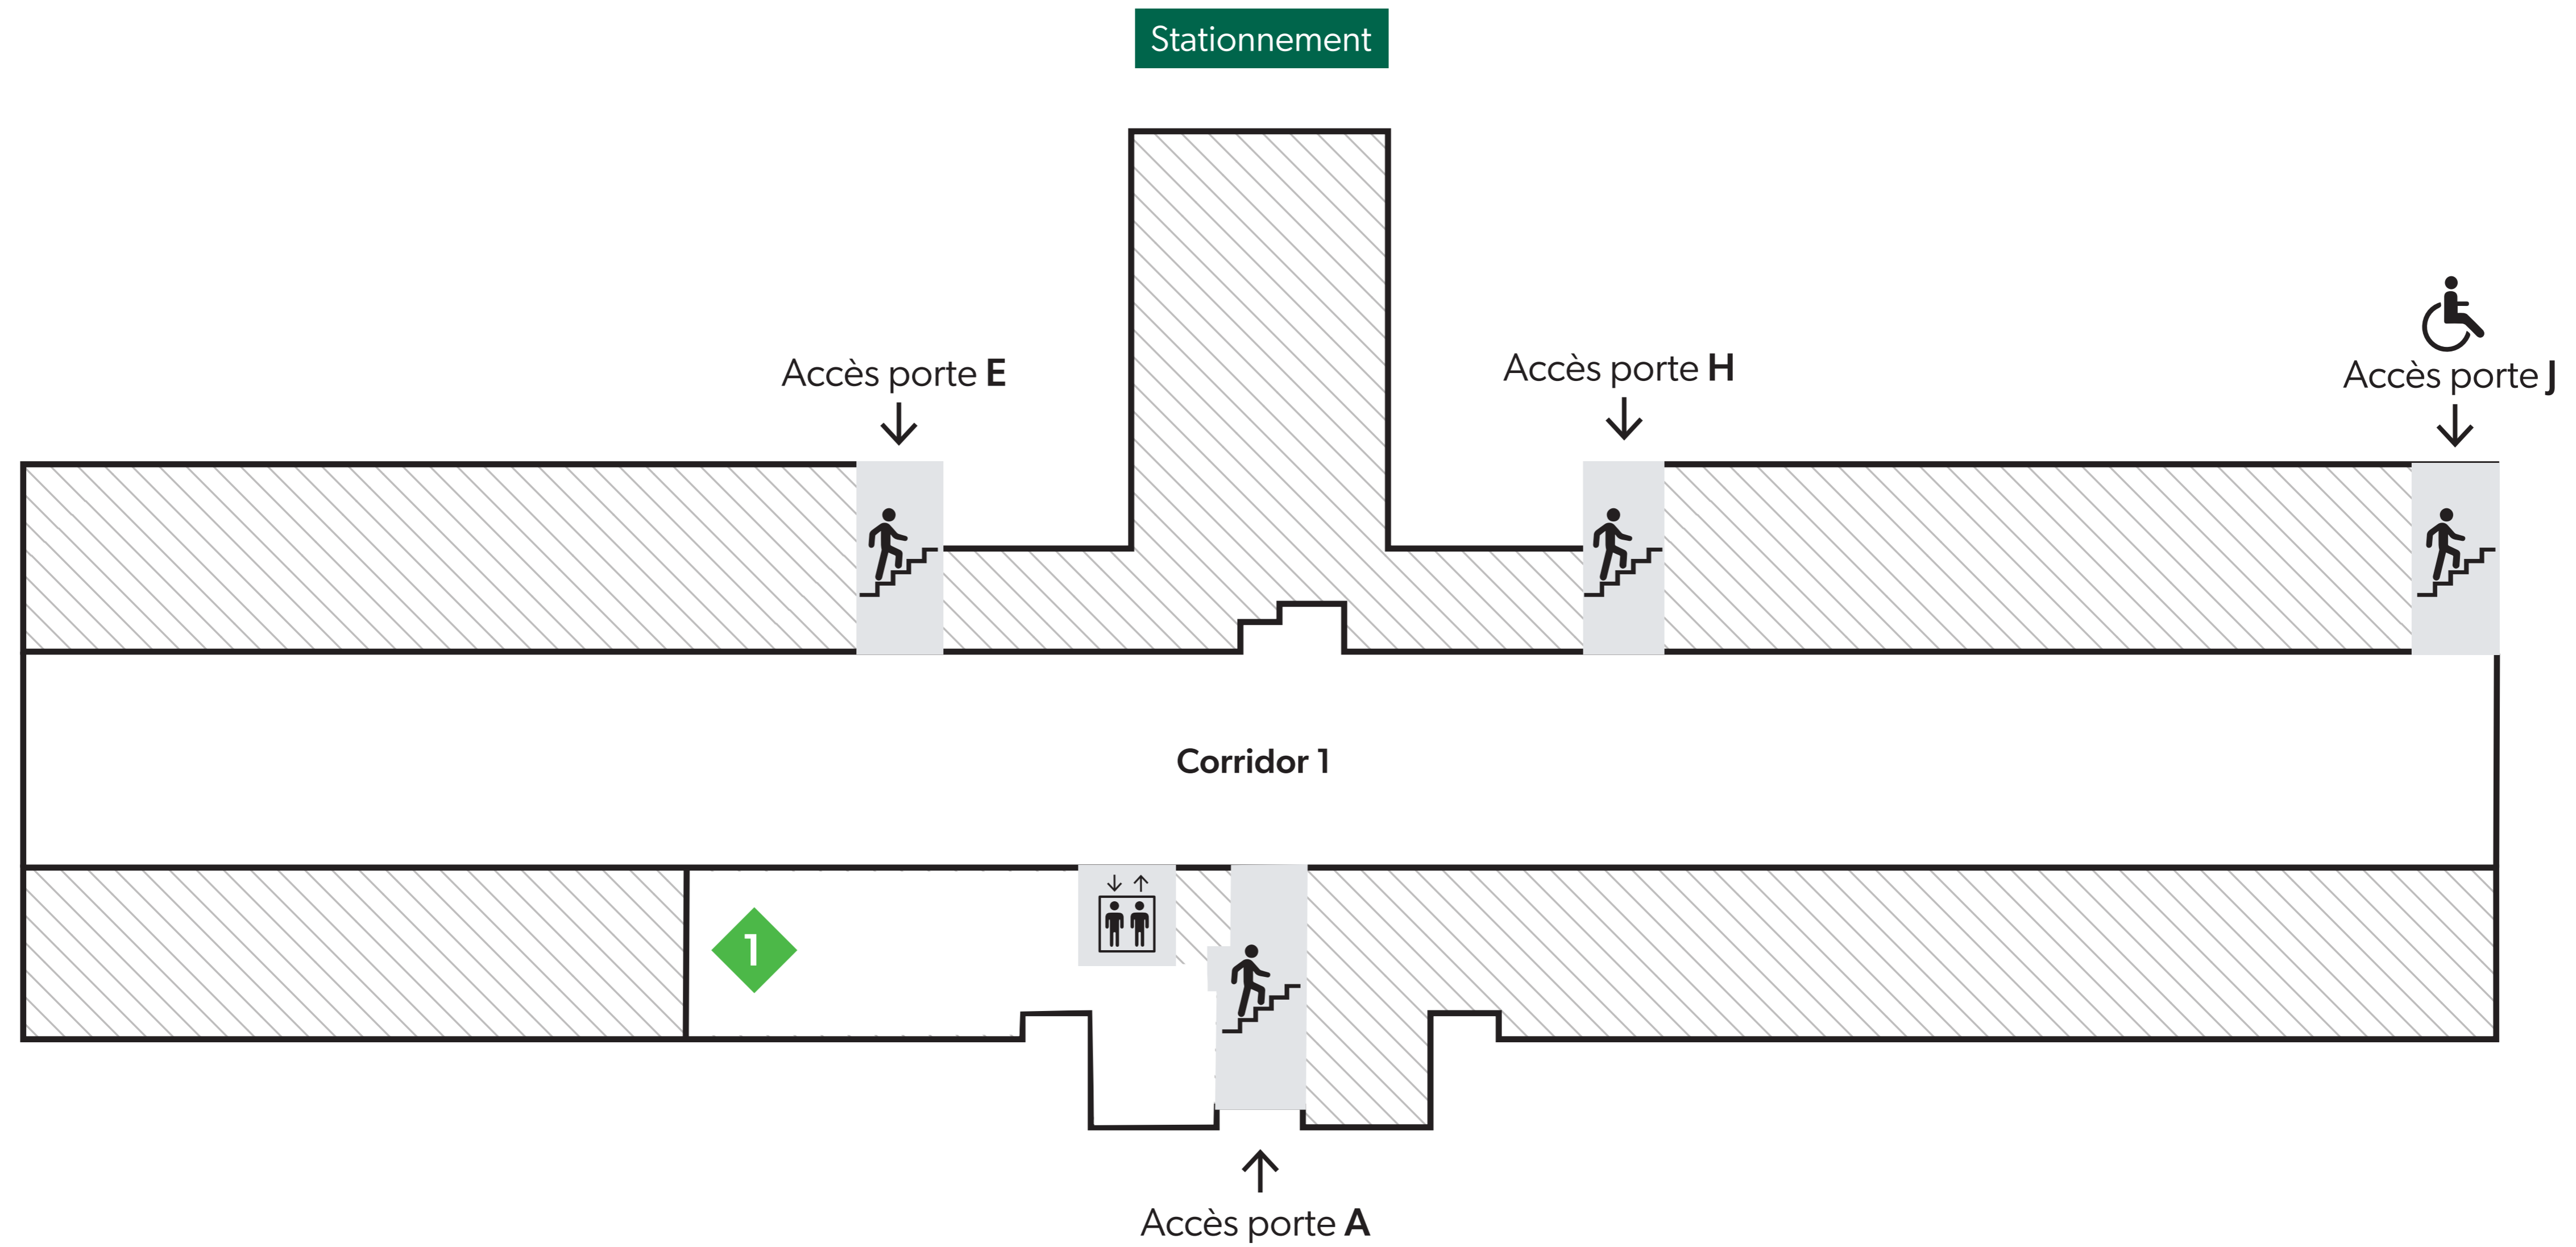 Stationnement
Accès porte E
Accès porte H
Accès porte J
Corridor 1
1
Accès porte A